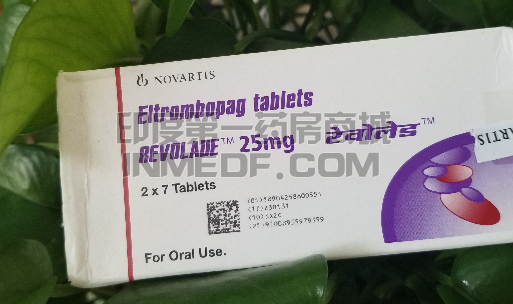 NOVARTIS
Eltrombopag tablets
REVOLADE™ 25mg
रेवोलेड™
2 x 7 Tablets
For Oral Use.
ARTIS
印度第一药房商城
INMEDF.COM